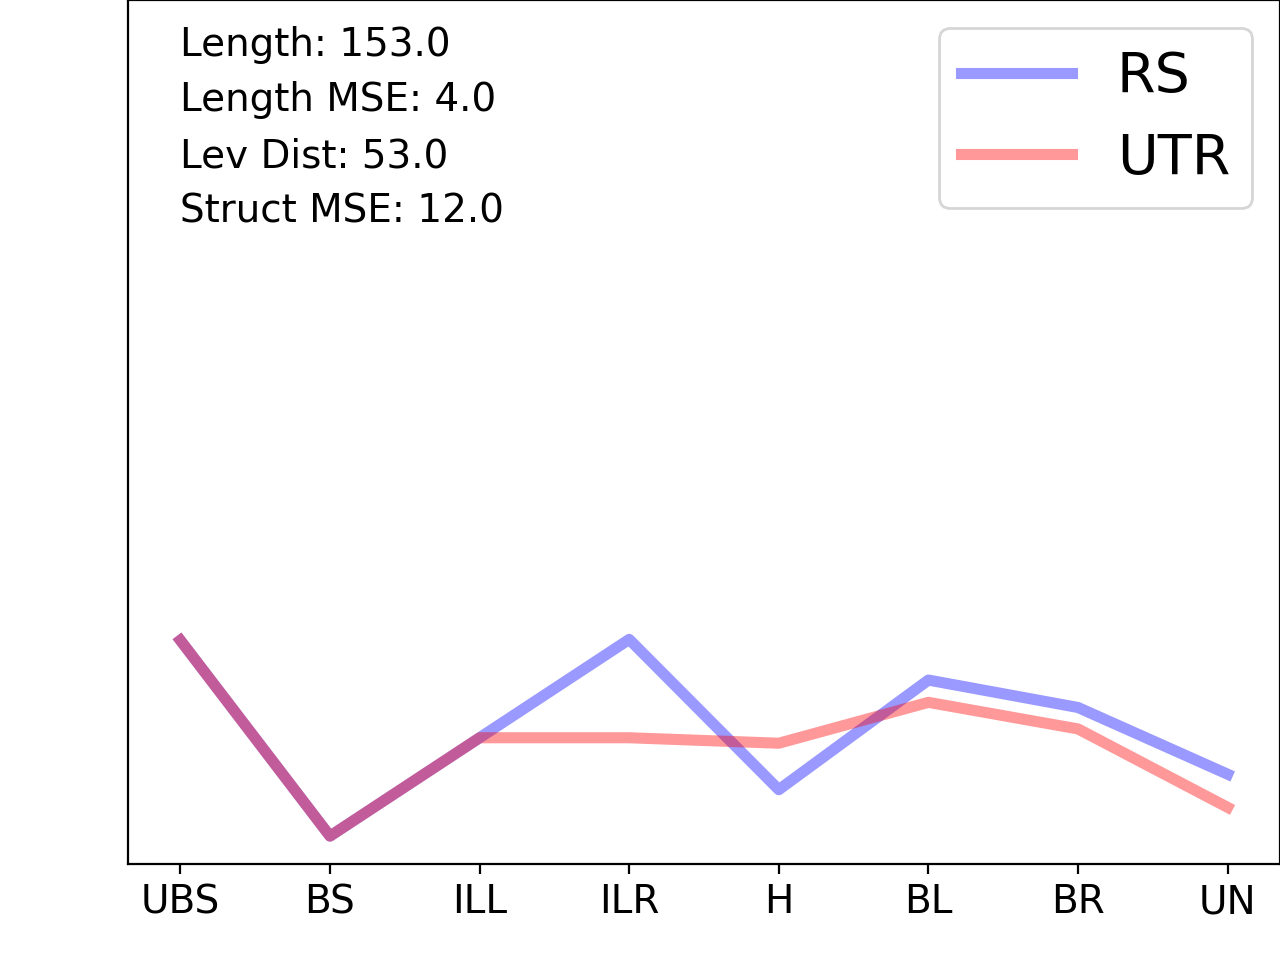 Length: 153.0
Length MSE: 4.0
Lev Dist: 53.0
Struct MSE: 12.0
RS
UTR
UBS BS ILL ILR H BL BR UN